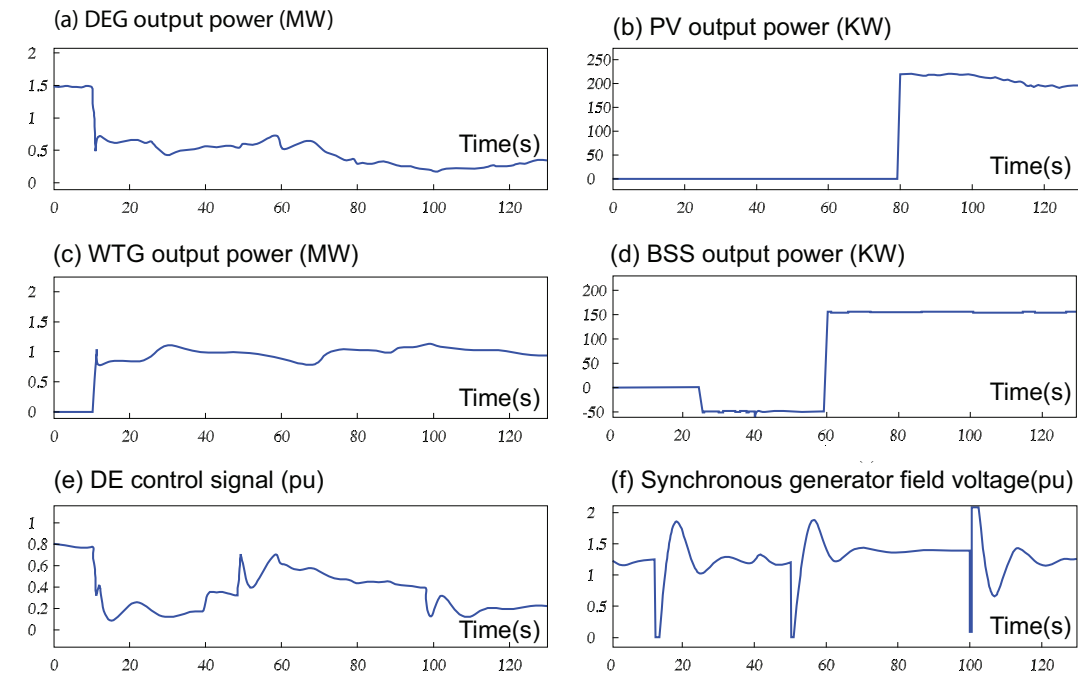 (a) DEG output power (MW)
2
1.5
1
0.5
0
Time(s)
0 20 40 60 80 100 120
(b) PV output power (KW)
250
200
150
100
50
0
Time(s)
0 20 40 60 80 100 120
(c) WTG output power (MW)
2
1.5
1
0.5
0
Time(s)
0 20 40 60 80 100 120
(d) BSS output power (KW)
200
150
100
50
0
-50
Time(s)
0 20 40 60 80 100 120
(e) DE control signal (pu)
1
0.8
0.6
0.4
0.2
0
Time(s)
0 20 40 60 80 100 120
(f) Synchronous generator field voltage(pu)
2
1.5
1
0.5
0
Time(s)
0 20 40 60 80 100 120